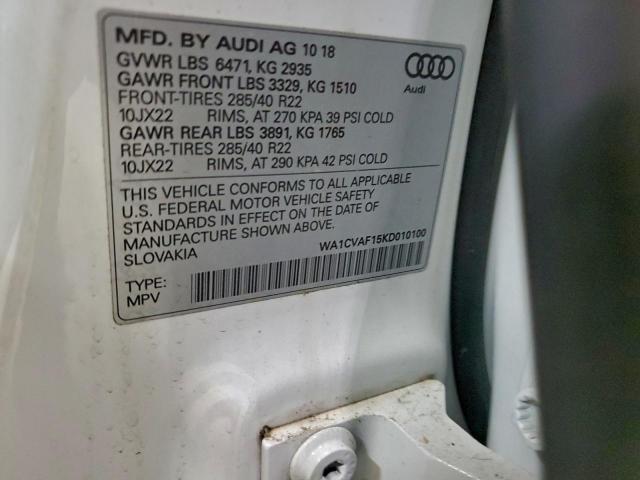 MFD. BY AUDI AG 10 18
GVWR LBS 6471, KG 2935
GAWR FRONT LBS 3329, KG 1510
FRONT-TIRES 285/40 R22
10JX22 RIMS, AT 270 KPA 39 PSI COLD
GAWR REAR LBS 3891, KG 1765
REAR-TIRES 285/40 R22
10JX22 RIMS, AT 290 KPA 42 PSI COLD
Audi
THIS VEHICLE CONFORMS TO ALL APPLICABLE
U.S. FEDERAL MOTOR VEHICLE SAFETY
STANDARDS IN EFFECT ON THE DATE OF
MANUFACTURE SHOWN ABOVE.
SLOVAKIA
WA1CVAF15KD010100
TYPE:
MPV